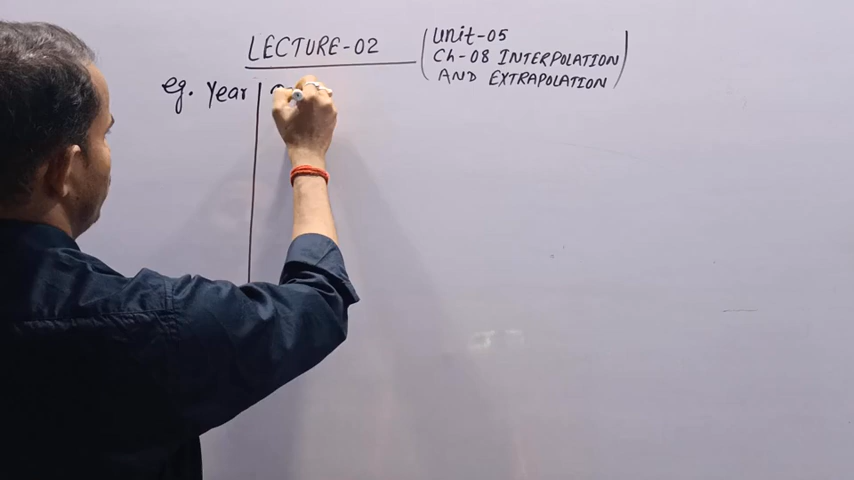 LECTURE-02
Unit-05
Ch-08 INTERPOLATION
AND EXTRAPOLATION
eg. Year